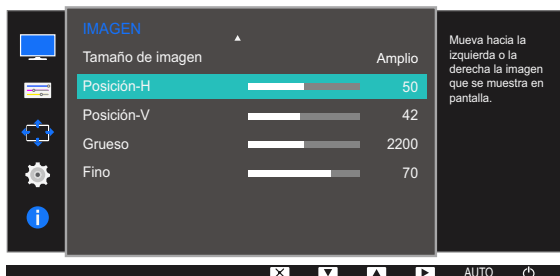 IMAGEN
Tamaño de imagen Amplio
Posición-H 50
Posición-V 42
Grueso 2200
Fino 70
Mueva hacia la
izquierda o la
derecha la imagen
que se muestra en
pantalla.
AUTO